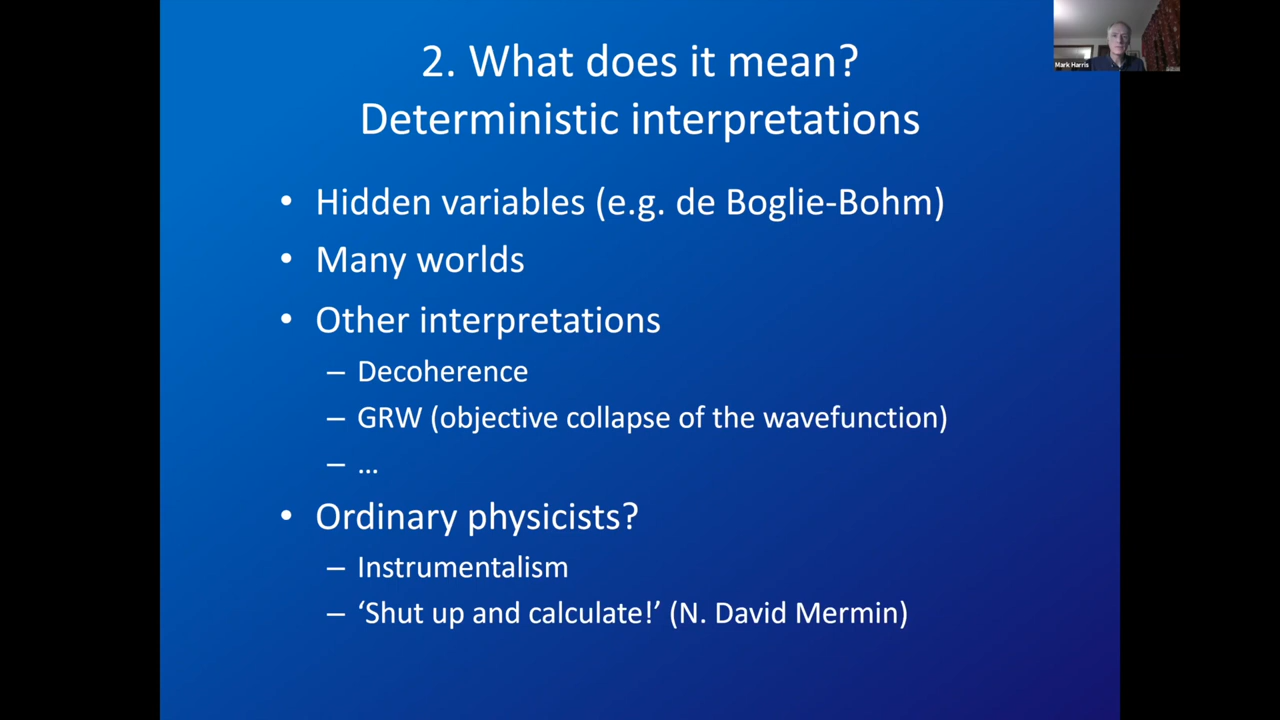 2. What does it mean?
Deterministic interpretations
• Hidden variables (e.g. de Boglie-Bohm)
• Many worlds
• Other interpretations
– Decoherence
– GRW (objective collapse of the wavefunction)
– …
• Ordinary physicists?
– Instrumentalism
– ‘Shut up and calculate!’ (N. David Mermin)
Mark Harris